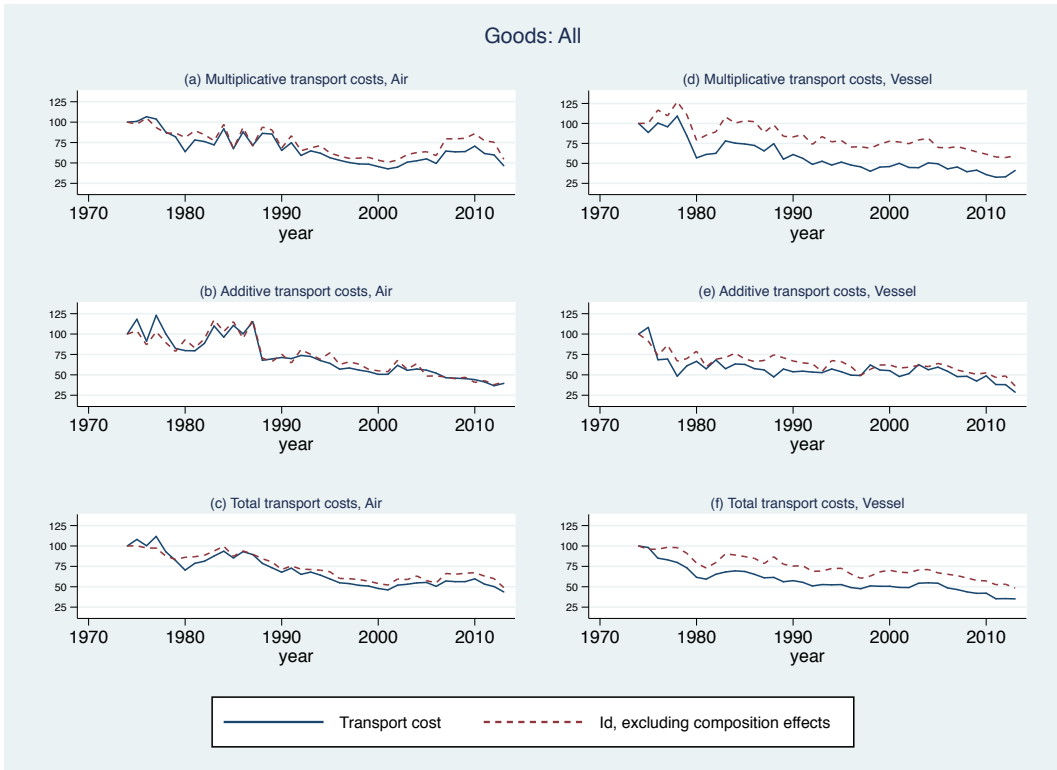 Goods: All
(a) Multiplicative transport costs, Air
125
100
75
50
25
1970 1980 1990 2000 2010
year
(d) Multiplicative transport costs, Vessel
125
100
75
50
25
1970 1980 1990 2000 2010
year
(b) Additive transport costs, Air
125
100
75
50
25
1970 1980 1990 2000 2010
year
(e) Additive transport costs, Vessel
125
100
75
50
25
1970 1980 1990 2000 2010
year
(c) Total transport costs, Air
125
100
75
50
25
1970 1980 1990 2000 2010
year
(f) Total transport costs, Vessel
125
100
75
50
25
1970 1980 1990 2000 2010
year
Transport cost Id, excluding composition effects